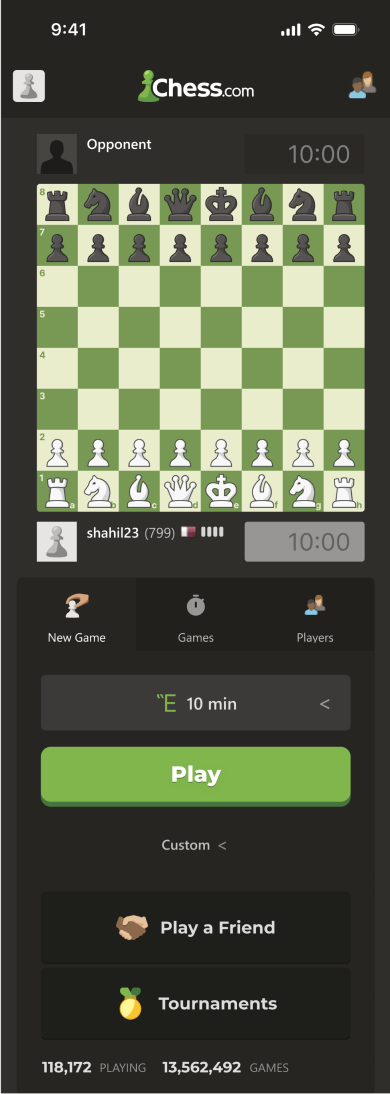 9:41
Chess.com
Opponent
10:00
8
7
6
5
4
3
2
1
a b c d e f g h
shahil23 (799)
10:00
New Game
Games
Players
"E 10 min <
Play
Custom <
Play a Friend
Tournaments
118,172 PLAYING 13,562,492 GAMES